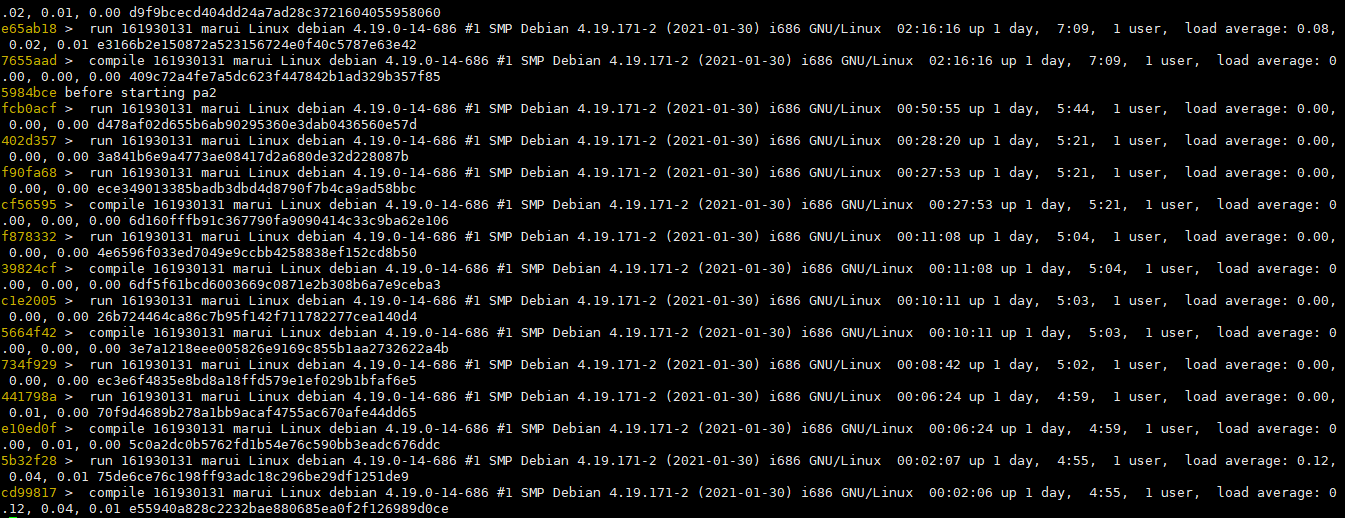 .02, 0.01, 0.00 d9f9bcecd404dd24a7ad28c3721604055958060
e65ab18 >  run 161930131 marui Linux debian 4.19.0-14-686 #1 SMP Debian 4.19.171-2 (2021-01-30) i686 GNU/Linux  02:16:16 up 1 day,  7:09,  1 user,  load average: 0.08,
 0.02, 0.01 e3166b2e150872a523156724e0f40c5787e63e42
7655aad >  compile 161930131 marui Linux debian 4.19.0-14-686 #1 SMP Debian 4.19.171-2 (2021-01-30) i686 GNU/Linux  02:16:16 up 1 day,  7:09,  1 user,  load average: 0
.00, 0.00, 0.00 409c72a4fe7a5dc623f447842b1ad329b357f85
5984bce before starting pa2
fcb0acf >  run 161930131 marui Linux debian 4.19.0-14-686 #1 SMP Debian 4.19.171-2 (2021-01-30) i686 GNU/Linux  00:50:55 up 1 day,  5:44,  1 user,  load average: 0.00,
 0.00, 0.00 d478af02d655b6ab90295360e3dab0436560e57d
402d357 >  run 161930131 marui Linux debian 4.19.0-14-686 #1 SMP Debian 4.19.171-2 (2021-01-30) i686 GNU/Linux  00:28:20 up 1 day,  5:21,  1 user,  load average: 0.00,
 0.00, 0.00 3a841b6e9a4773ae08417d2a680de32d228087b
f90fa68 >  run 161930131 marui Linux debian 4.19.0-14-686 #1 SMP Debian 4.19.171-2 (2021-01-30) i686 GNU/Linux  00:27:53 up 1 day,  5:21,  1 user,  load average: 0.00,
 0.00, 0.00 ece349013385badb3dbd4d8790f7b4ca9ad58bbc
cf56595 >  compile 161930131 marui Linux debian 4.19.0-14-686 #1 SMP Debian 4.19.171-2 (2021-01-30) i686 GNU/Linux  00:27:53 up 1 day,  5:21,  1 user,  load average: 0
.00, 0.00, 0.00 6d160fffb91c367790fa9090414c33c9ba62e106
f878332 >  run 161930131 marui Linux debian 4.19.0-14-686 #1 SMP Debian 4.19.171-2 (2021-01-30) i686 GNU/Linux  00:11:08 up 1 day,  5:04,  1 user,  load average: 0.00,
 0.00, 0.00 4e6596f033ed7049e9ccbb4258838ef152cd8b50
39824cf >  compile 161930131 marui Linux debian 4.19.0-14-686 #1 SMP Debian 4.19.171-2 (2021-01-30) i686 GNU/Linux  00:11:08 up 1 day,  5:04,  1 user,  load average: 0
.00, 0.00, 0.00 6df5f61bcd6003669c0871e2b308b6a7e9ceba3
c1e2005 >  run 161930131 marui Linux debian 4.19.0-14-686 #1 SMP Debian 4.19.171-2 (2021-01-30) i686 GNU/Linux  00:10:11 up 1 day,  5:03,  1 user,  load average: 0.00,
 0.00, 0.00 26b724464ca86c7b95f142f711782277cea140d4
5664f42 >  compile 161930131 marui Linux debian 4.19.0-14-686 #1 SMP Debian 4.19.171-2 (2021-01-30) i686 GNU/Linux  00:10:11 up 1 day,  5:03,  1 user,  load average: 0
.00, 0.00, 0.00 3e7a1218eee005826e9169c855b1aa2732622a4b
734f929 >  run 161930131 marui Linux debian 4.19.0-14-686 #1 SMP Debian 4.19.171-2 (2021-01-30) i686 GNU/Linux  00:08:42 up 1 day,  5:02,  1 user,  load average: 0.00,
 0.00, 0.00 ec3e6f4835e8bd8a18ffd579e1ef029b1bfaf6e5
441798a >  run 161930131 marui Linux debian 4.19.0-14-686 #1 SMP Debian 4.19.171-2 (2021-01-30) i686 GNU/Linux  00:06:24 up 1 day,  4:59,  1 user,  load average: 0.00,
 0.01, 0.00 70f9d4689b278a1bb9acaf4755ac670afe44dd65
e10ed0f >  compile 161930131 marui Linux debian 4.19.0-14-686 #1 SMP Debian 4.19.171-2 (2021-01-30) i686 GNU/Linux  00:06:24 up 1 day,  4:59,  1 user,  load average: 0
.00, 0.01, 0.00 5c0a2dc0b5762fd1b54e76c590bb3eadc676ddc
5b32f28 >  run 161930131 marui Linux debian 4.19.0-14-686 #1 SMP Debian 4.19.171-2 (2021-01-30) i686 GNU/Linux  00:02:07 up 1 day,  4:55,  1 user,  load average: 0.12,
 0.04, 0.01 75de6ce76c198ff93adc18c296be29df1251de9
cd99817 >  compile 161930131 marui Linux debian 4.19.0-14-686 #1 SMP Debian 4.19.171-2 (2021-01-30) i686 GNU/Linux  00:02:06 up 1 day,  4:55,  1 user,  load average: 0
.12, 0.04, 0.01 e55940a828c2232bae880685ea0f2f126989d0ce